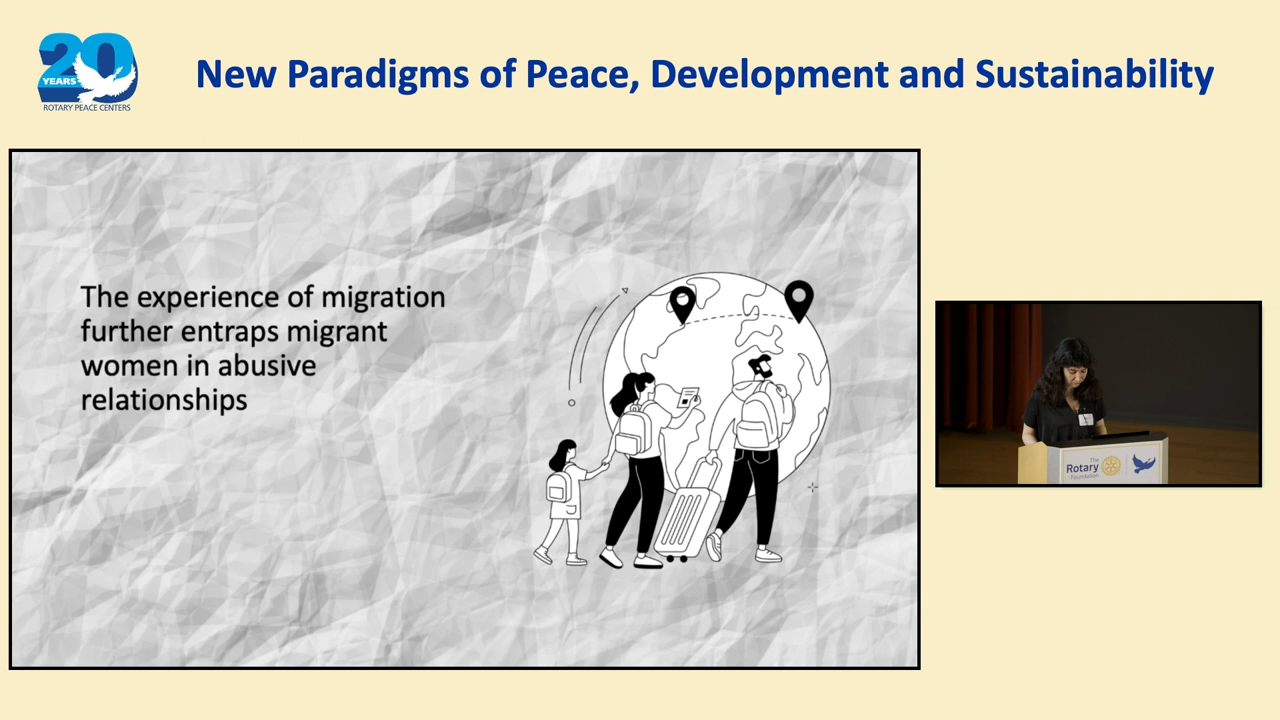 20
YEARS
ROTARY PEACE CENTERS
New Paradigms of Peace, Development and Sustainability
The experience of migration
further entraps migrant
women in abusive
relationships
The
Rotary
Foundation